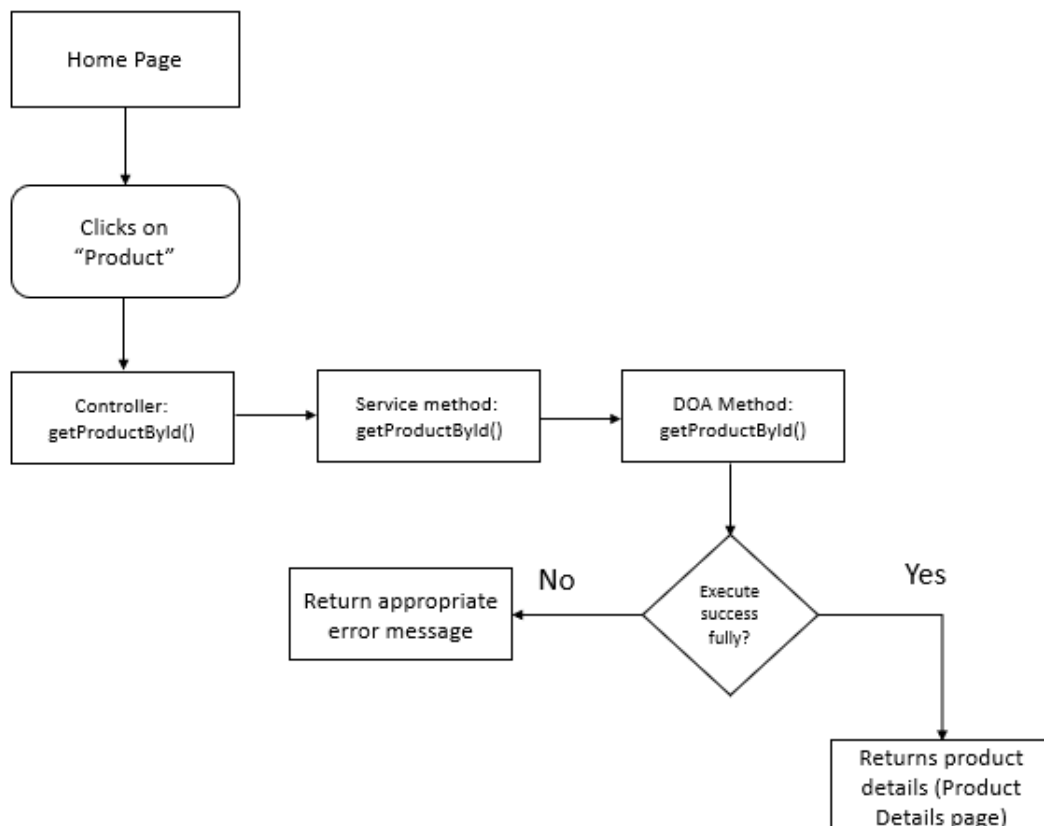 Home Page
Clicks on
“Product”
Controller:
getProductById()
Service method:
getProductById()
DOA Method:
getProductById()
Execute
success
fully?
No
Yes
Return appropriate
error message
Returns product
details (Product
Details page)